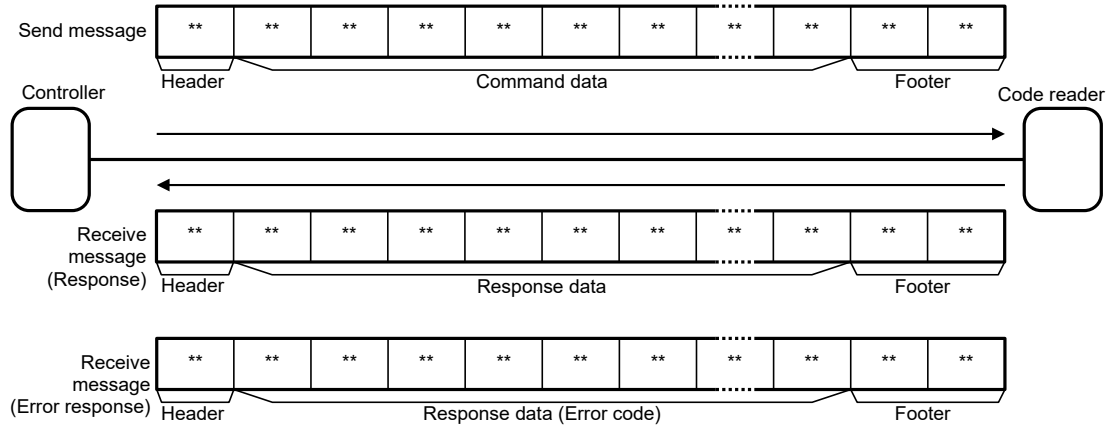 Send message ** ** ** ** ** ** ** ** ** ** **
Header Command data Footer
Controller Code reader
Receive
message
(Response)
** ** ** ** ** ** ** ** ** ** **
Header Response data Footer
Receive
message
(Error response)
** ** ** ** ** ** ** ** ** ** **
Header Response data (Error code) Footer